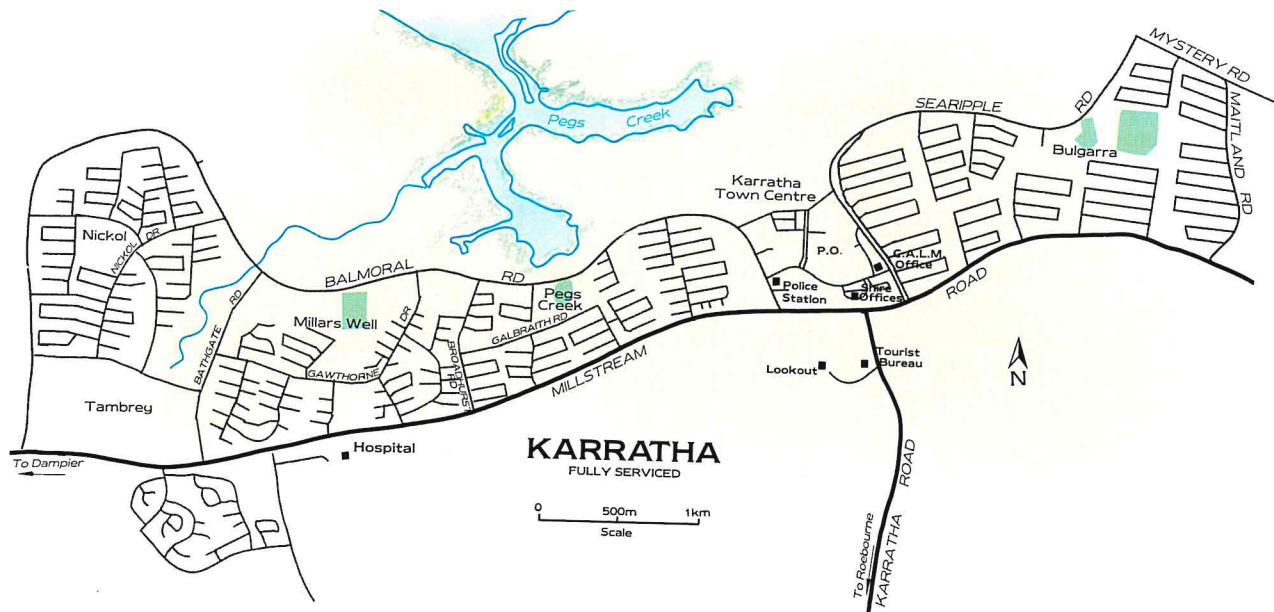 MYSTERY RD
MAITLAND RD
SEARIPPLE RD
Bulgarra
Pegs Creek
Karratha
Town Centre
P.O.
C.A.L.M
Office
Police
Station
Shire
Offices
ROAD
Nickol
NICKOL DR
BALMORAL RD
BATHGATE RD
Millars Well
Pegs
Creek
GALBRAITH RD
GAWTHORNE DR
BROADHURST RD
MILLSTREAM
Tambrey
Lookout
Tourist
Bureau
N
To Dampier
Hospital
KARRATHA
FULLY SERVICED
0 500m 1km
Scale
To Roebourne
KARRATHA ROAD